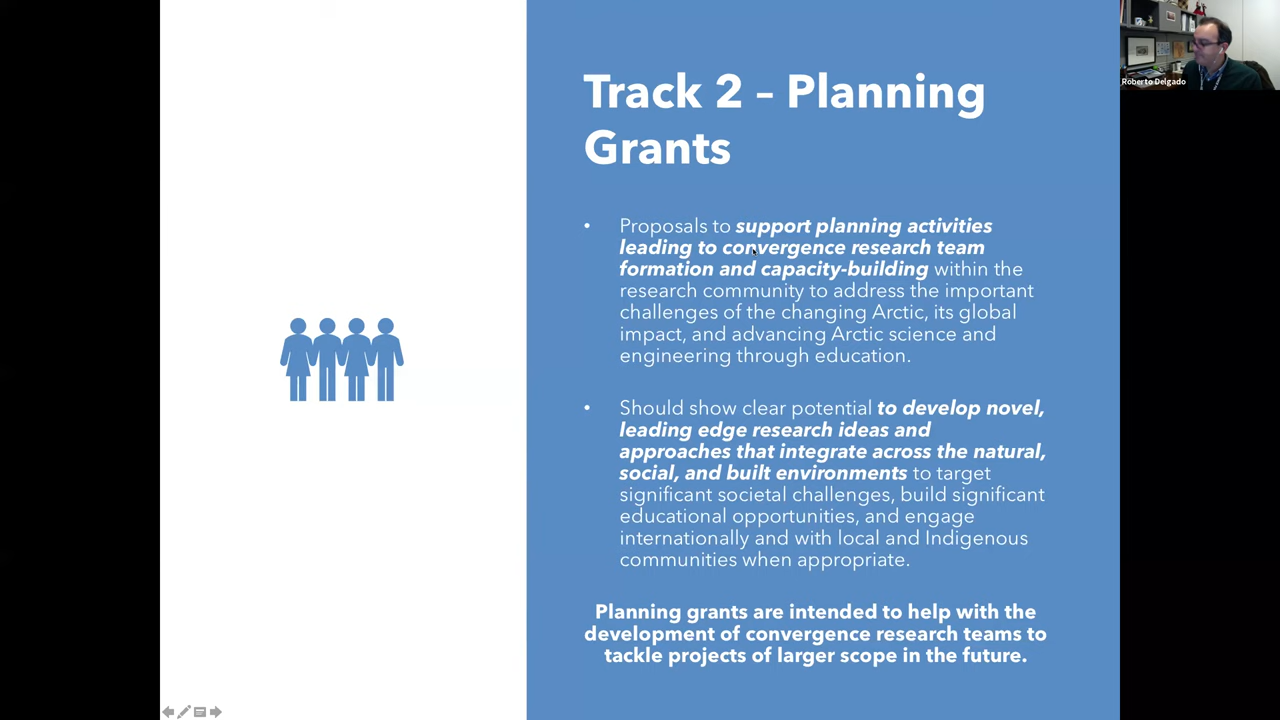 Track 2 – Planning
Grants
• Proposals to support planning activities
leading to convergence research team
formation and capacity-building within the
research community to address the important
challenges of the changing Arctic, its global
impact, and advancing Arctic science and
engineering through education.
• Should show clear potential to develop novel,
leading edge research ideas and
approaches that integrate across the natural,
social, and built environments to target
significant societal challenges, build significant
educational opportunities, and engage
internationally and with local and Indigenous
communities when appropriate.
Planning grants are intended to help with the
development of convergence research teams to
tackle projects of larger scope in the future.
Roberto Delgado